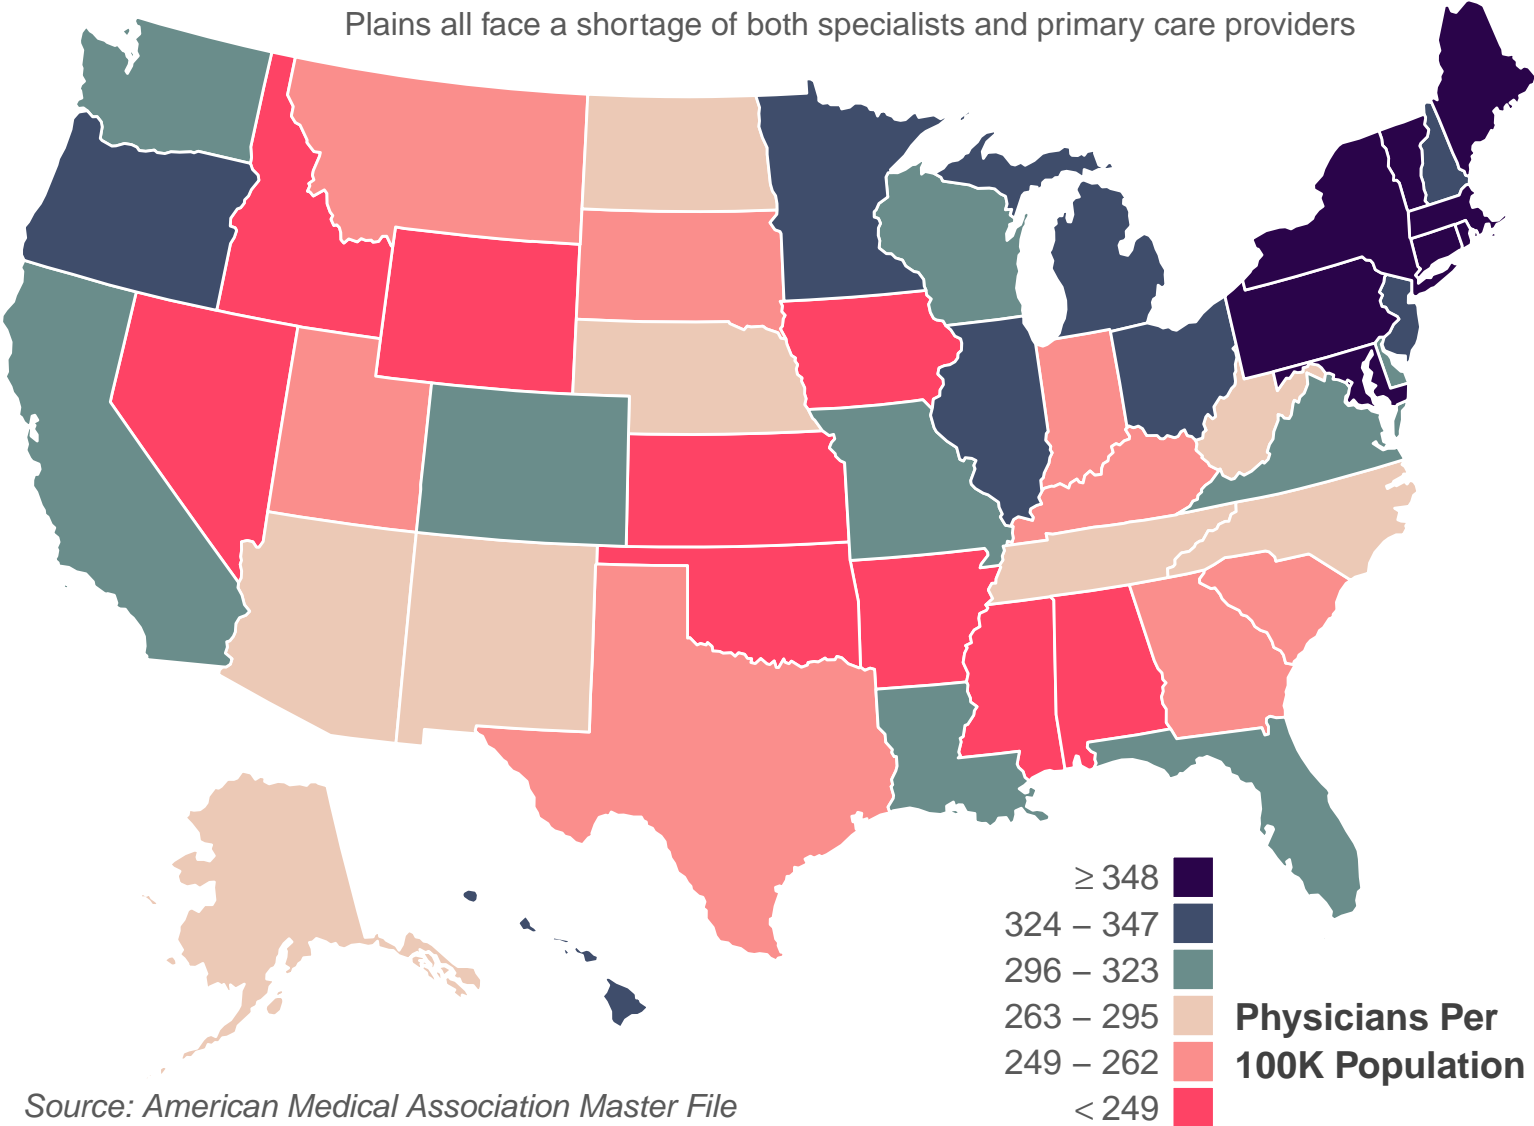 Plains all face a shortage of both specialists and primary care providers
≥ 348
324 – 347
296 – 323
263 – 295
249 – 262
< 249
Physicians Per
100K Population
Source: American Medical Association Master File